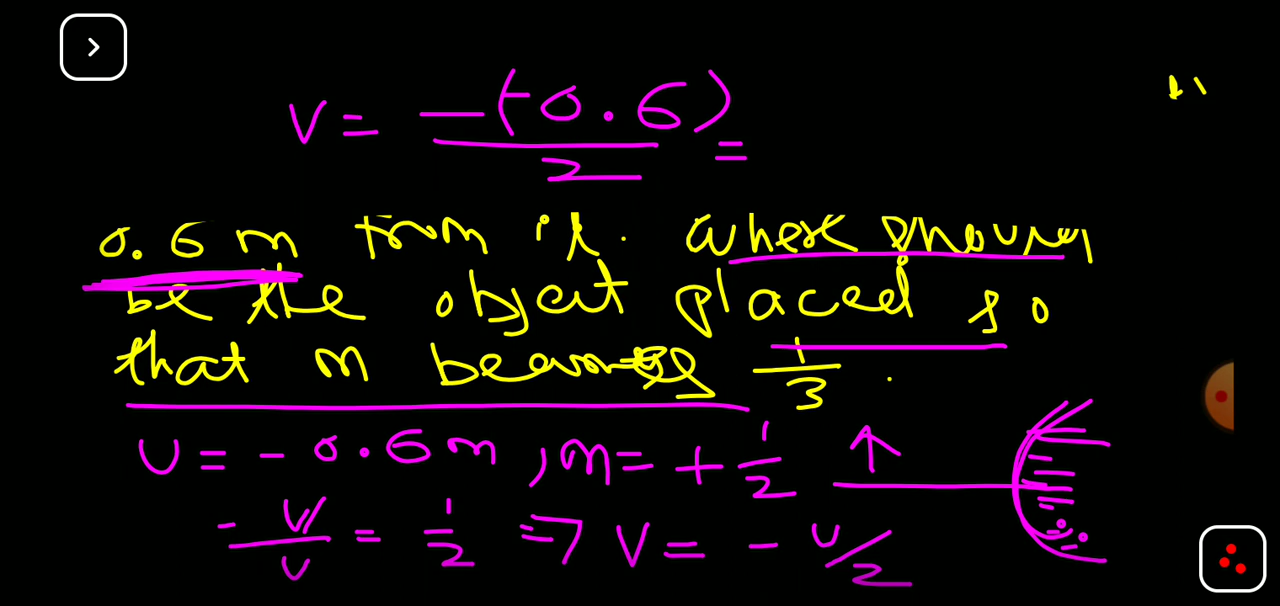 V = -(-0.6)/2 =
0.6 m from it. Where should
be the object placed so
that m becomes 1/3.
U = -0.6 m, m = +1/2
-V/U = 1/2 => V = -U/2